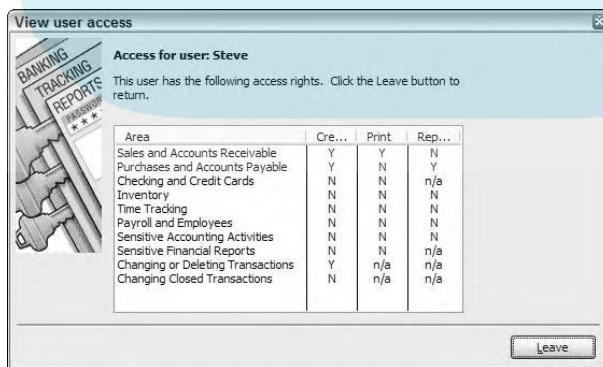 View user access
BANKING
TRACKING
REPORTS
PASSWOR
* * * *
Access for user: Steve
This user has the following access rights. Click the Leave button to
return.
Area Cre... Print Rep...
Sales and Accounts Receivable Y Y N
Purchases and Accounts Payable Y N Y
Checking and Credit Cards N N n/a
Inventory N N N
Time Tracking N N N
Payroll and Employees N N N
Sensitive Accounting Activities N N N
Sensitive Financial Reports N N n/a
Changing or Deleting Transactions Y n/a n/a
Changing Closed Transactions N n/a n/a
Leave